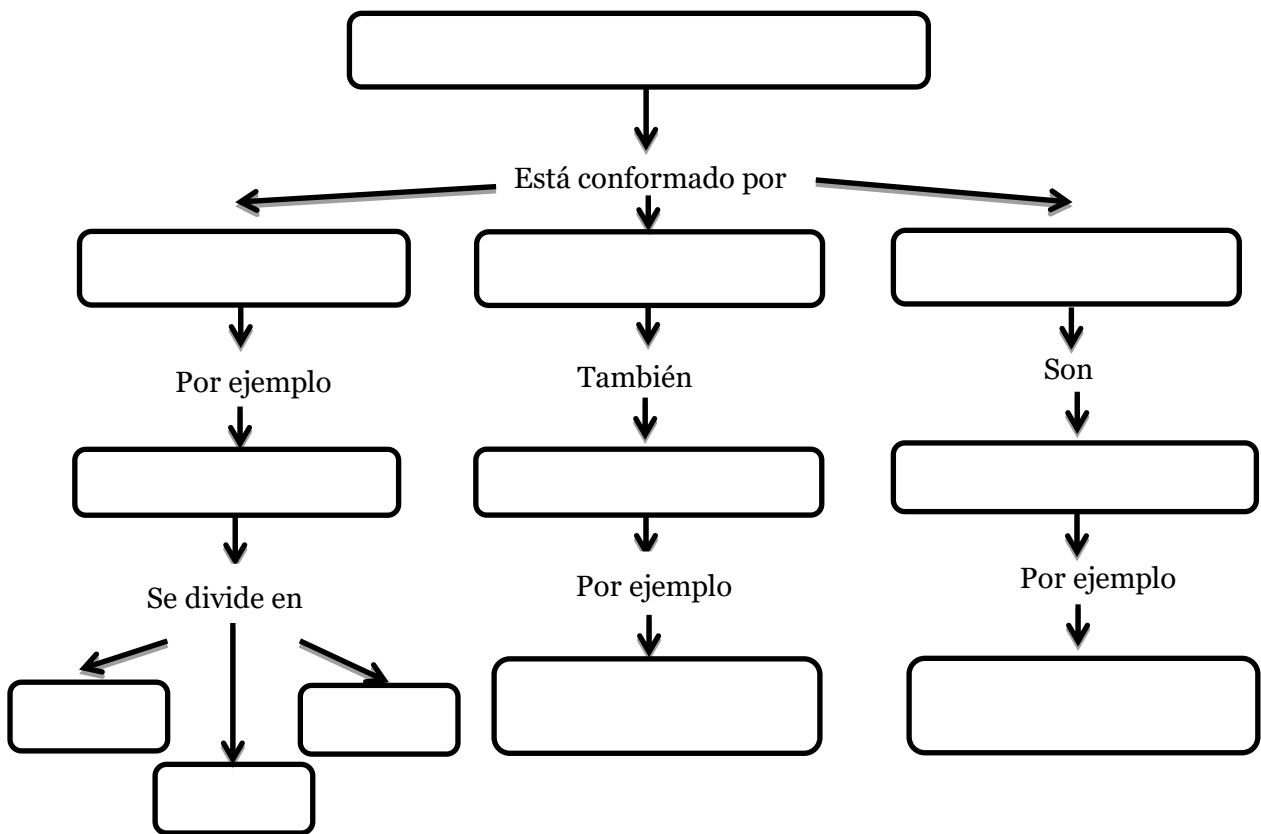 Está conformado por
Por ejemplo
También
Son
Se divide en
Por ejemplo
Por ejemplo